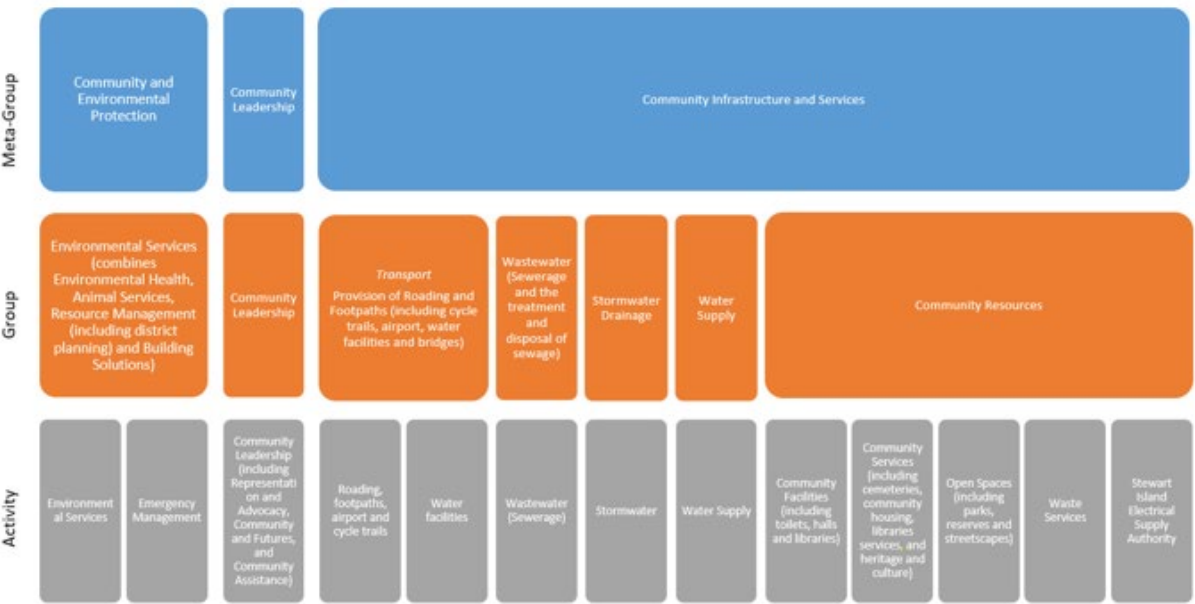 Meta-Group
Community and
Environmental
Protection
Community
Leadership
Community Infrastructure and Services
Group
Environmental Services
(combines
Environmental Health,
Animal Services,
Resource Management
(including district
planning) and Building
Solutions)
Community
Leadership
Transport
Provision of Roading and
Footpaths (including cycle
trails, airport, water
facilities and bridges)
Wastewater
(Sewerage
and the
treatment
and
disposal of
sewage)
Stormwater
Drainage
Water
Supply
Community Resources
Activity
Environment
al Services
Emergency
Management
Community
Leadership
(including
Representati
on and
Advocacy,
Community
and Futures,
and
Community
Assistance)
Roading,
footpaths,
airport and
cycle trails
Water
facilities
Wastewater
(Sewerage)
Stormwater
Water Supply
Community
Facilities
(including
toilets, halls
and libraries)
Community
Services
(including
cemeteries,
community
housing,
libraries
services, and
heritage and
culture)
Open Spaces
(including
parks,
reserves and
streetscapes)
Waste
Services
Stewart
Island
Electrical
Supply
Authority